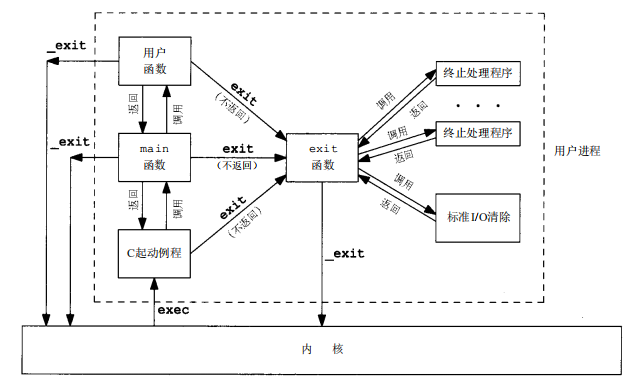 _exit
用户
函数
exit
(不返回)
返回
调用
_exit
main
函数
exit
(不返回)
exit
函数
调用
返回
终止处理程序
. . .
调用
返回
终止处理程序
用户进程
返回
调用
exit
(不返回)
调用
返回
标准I/O清除
C起动例程
_exit
exec
内 核